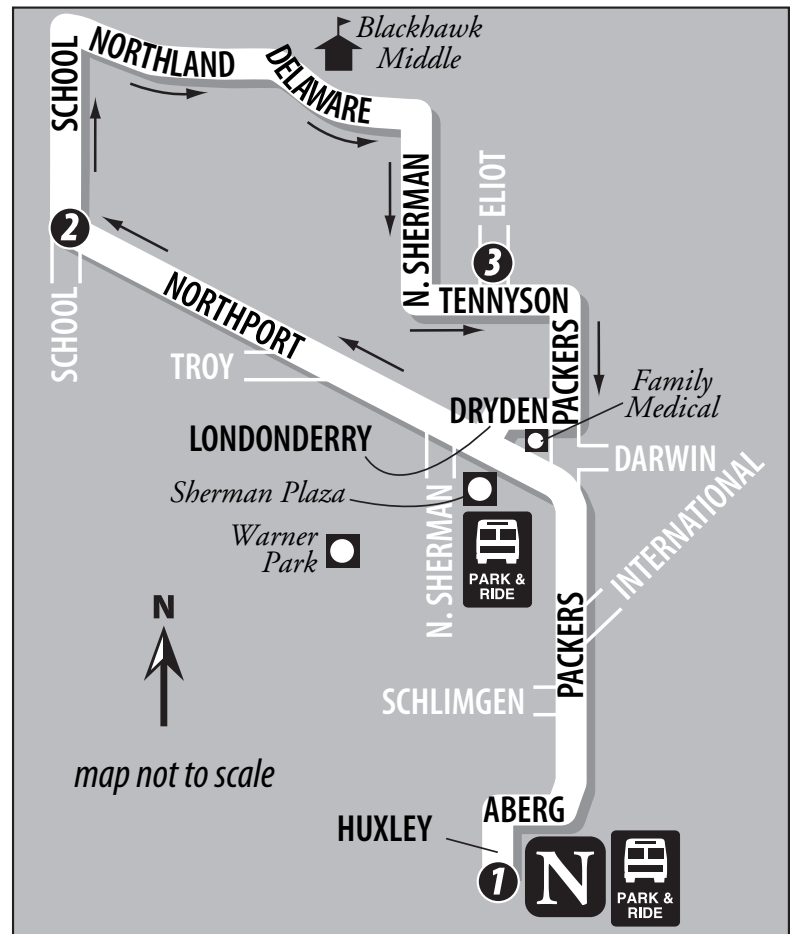 Blackhawk
Middle
SCHOOL
NORTHLAND
DELAWARE
N. SHERMAN
ELIOT
2
3
TENNYSON
SCHOOL
NORTHPORT
TROY
PACKERS
Family
Medical
DRYDEN
LONDONDERRY
DARWIN
Sherman Plaza
N. SHERMAN
INTERNATIONAL
Warner
Park
PARK &
RIDE
N
PACKERS
SCHLIMGEN
map not to scale
ABERG
HUXLEY
1
N
PARK &
RIDE